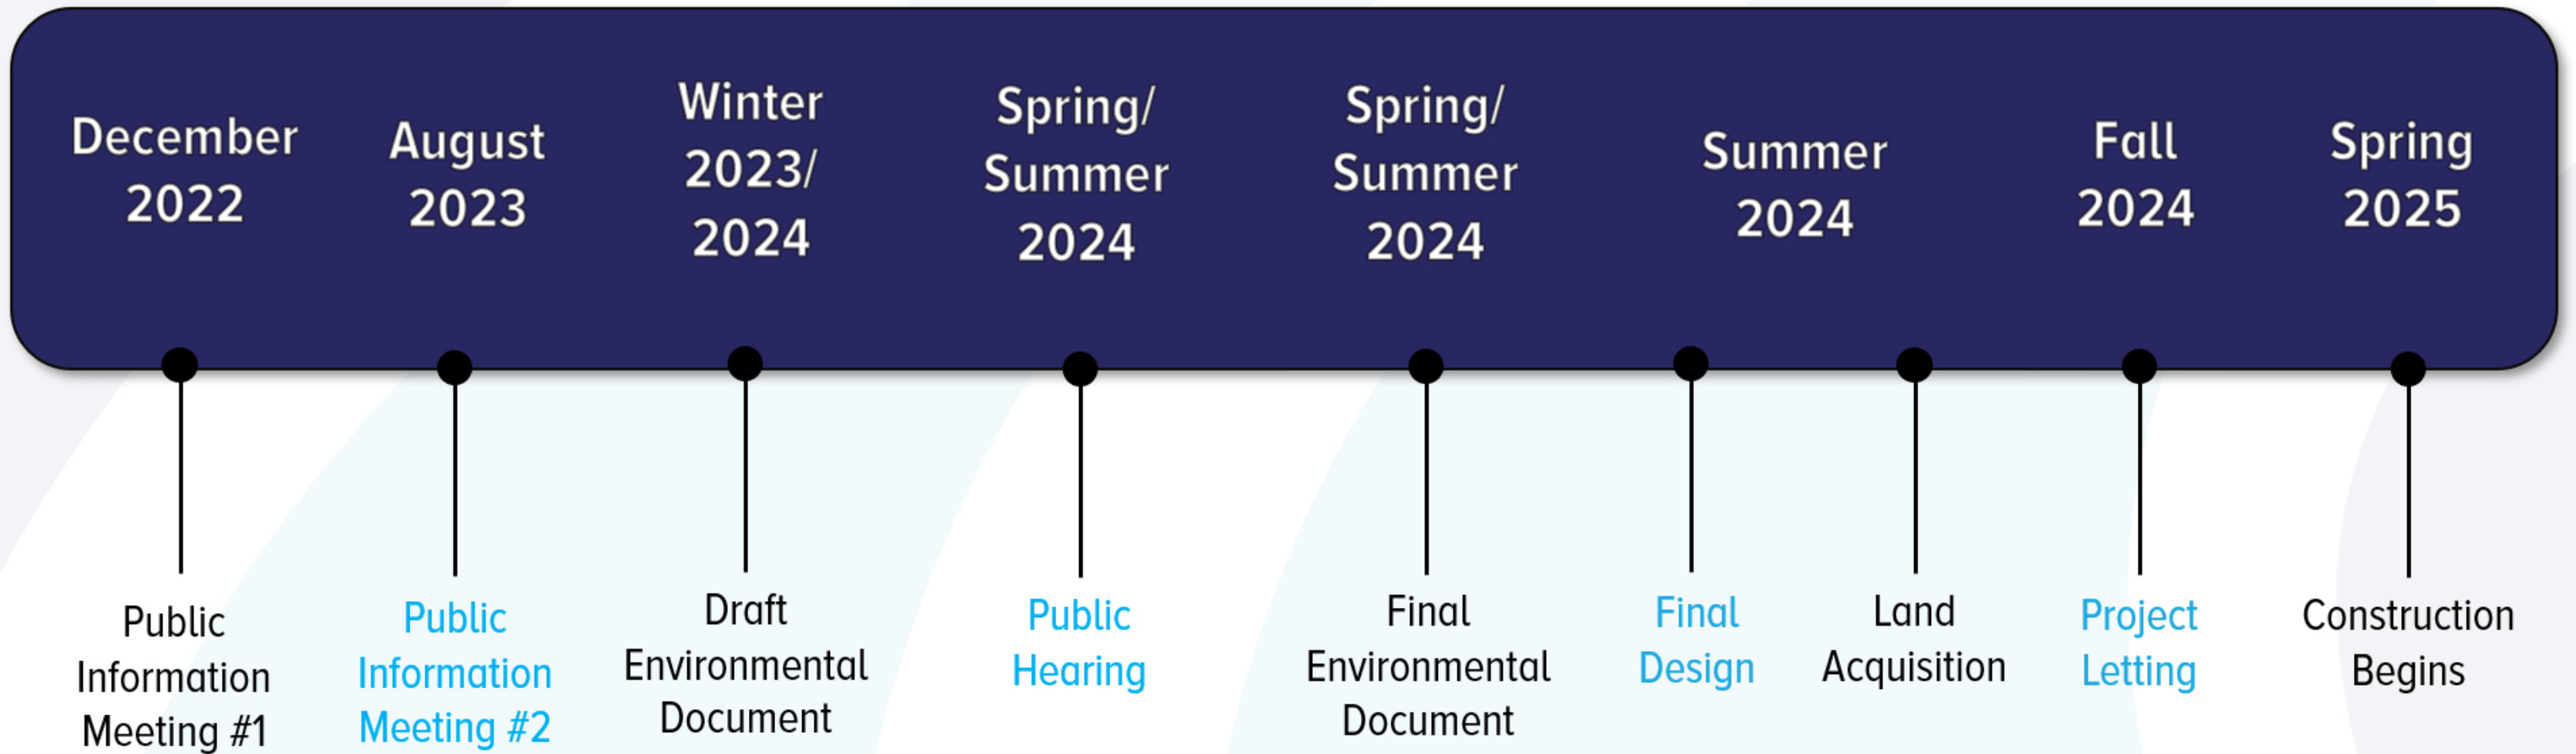 December
2022
August
2023
Winter
2023/
2024
Spring/
Summer
2024
Spring/
Summer
2024
Summer
2024
Fall
2024
Spring
2025
Public
Information
Meeting #1
Public
Information
Meeting #2
Draft
Environmental
Document
Public
Hearing
Final
Environmental
Document
Final
Design
Land
Acquisition
Project
Letting
Construction
Begins